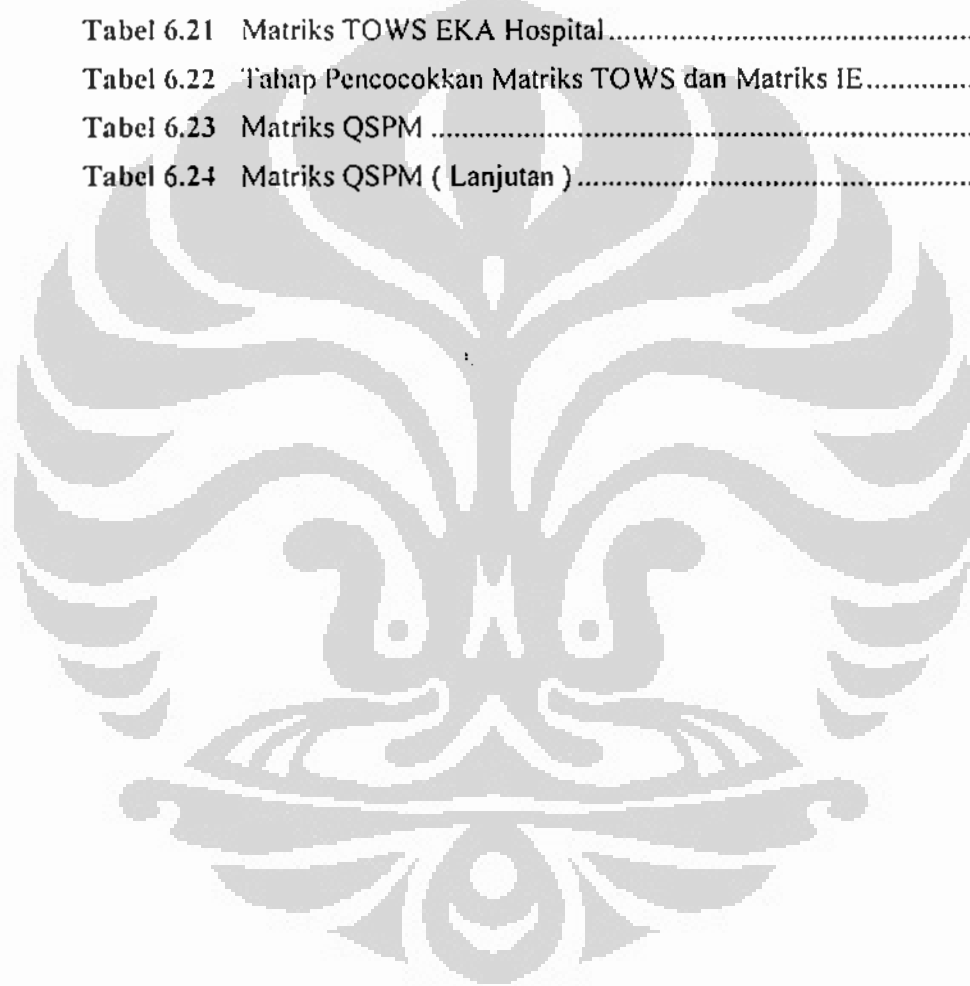 Tabel 6.21 Matriks TOWS EKA Hospital................................................
Tabel 6.22 Tahap Pencocokkan Matriks TOWS dan Matriks IE..............
Tabel 6.23 Matriks QSPM ........................................................................
Tabel 6.24 Matriks QSPM ( Lanjutan )....................................................